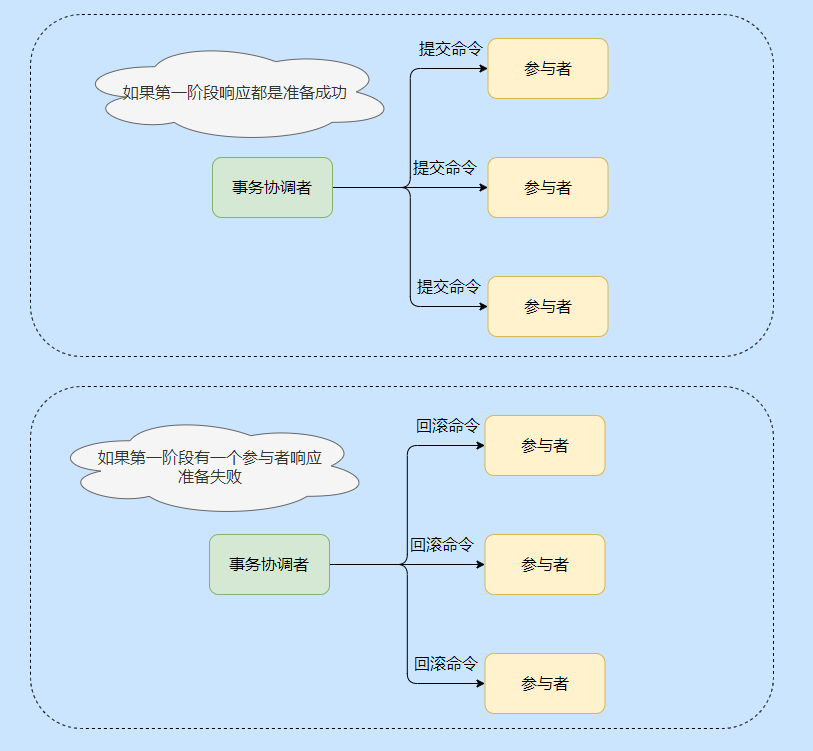 提交命令
参与者
如果第一阶段响应都是准备成功
提交命令
事务协调者
参与者
提交命令
参与者
回滚命令
参与者
如果第一阶段有一个参与者响应
准备失败
回滚命令
事务协调者
参与者
回滚命令
参与者